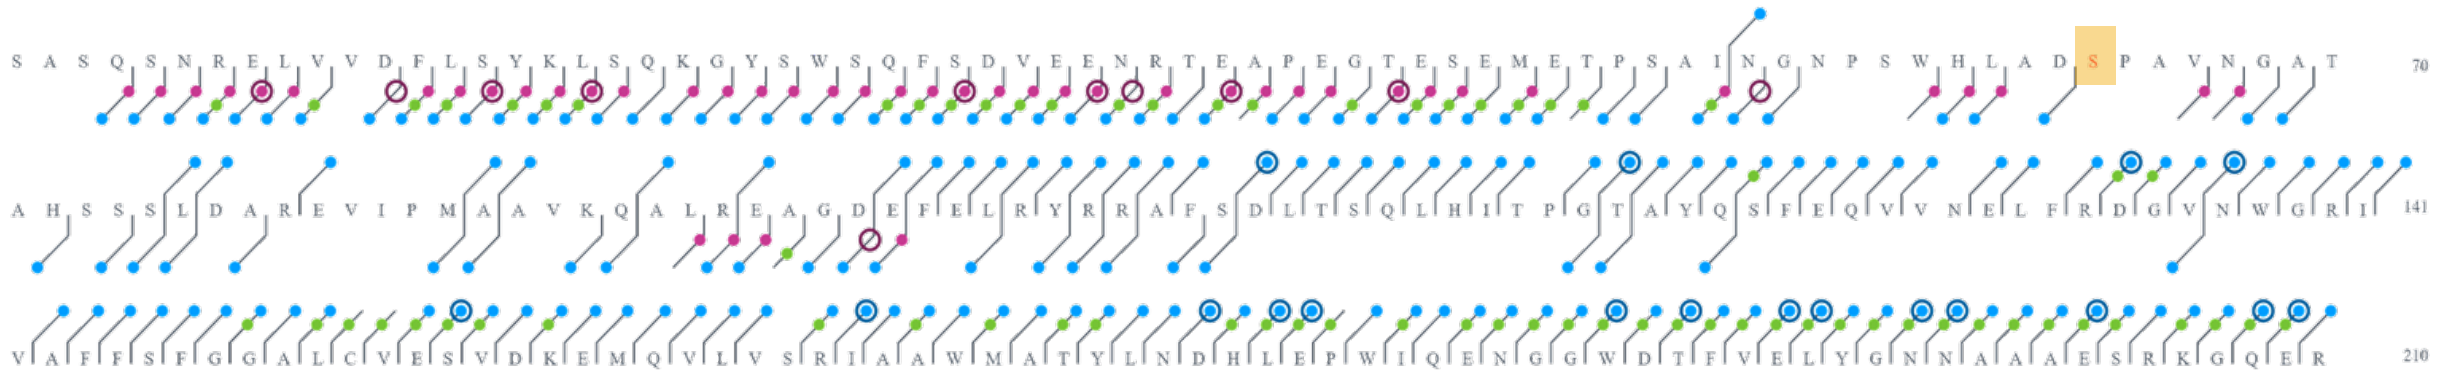 S A S Q S N R E L V V D F L S Y K L S Q K G Y S W S Q F S D V E E N R T E A P E G T E S E M E T P S A I N G N P S W H L A D S P A V N G A T 70
A H S S S L D A R E V I P M A A V K Q A L R E A G D E F E L R Y R R A F S D L T S Q L H I T P G T A Y Q S F E Q V V N E L F R D G V N W G R I 141
V A F F S F G G A L C V E S V D K E M Q V L V S R I A A W M A T Y L N D H L E P W I Q E N G G W D T F V E L Y G N N A A A E S R K G Q E R 210